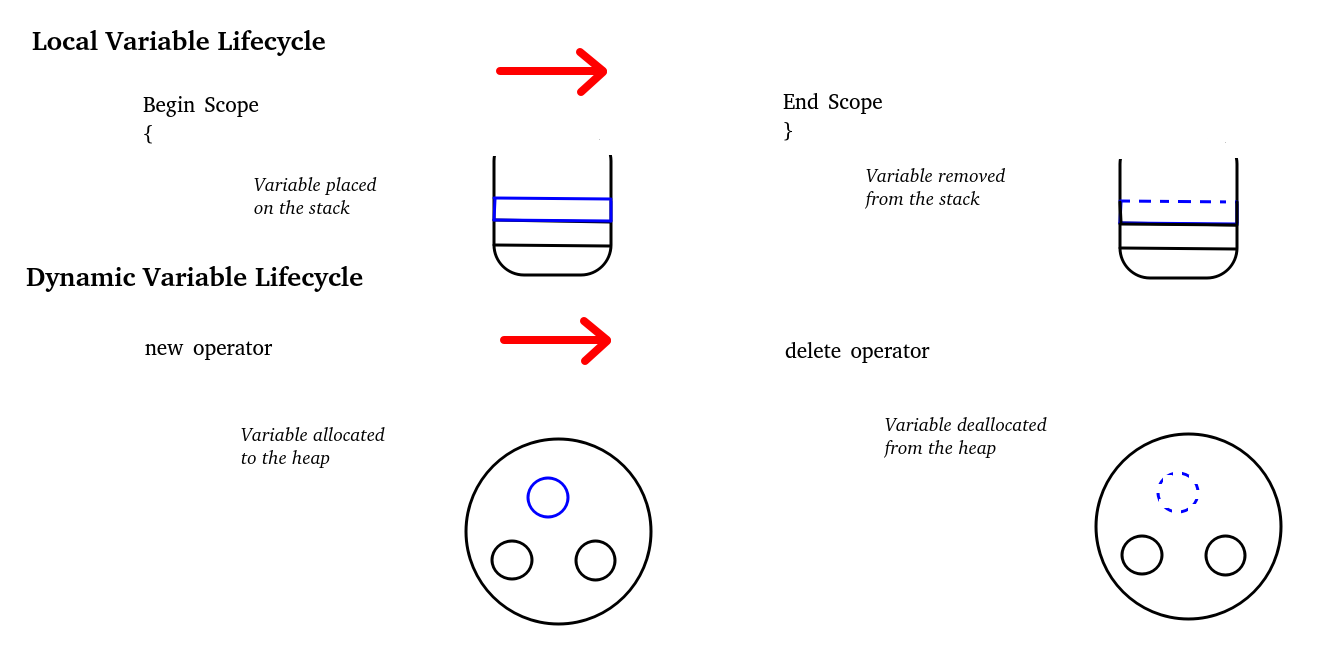 Local Variable Lifecycle
Begin Scope
{
End Scope
}
Variable placed
on the stack
Variable removed
from the stack
Dynamic Variable Lifecycle
new operator
delete operator
Variable allocated
to the heap
Variable deallocated
from the heap